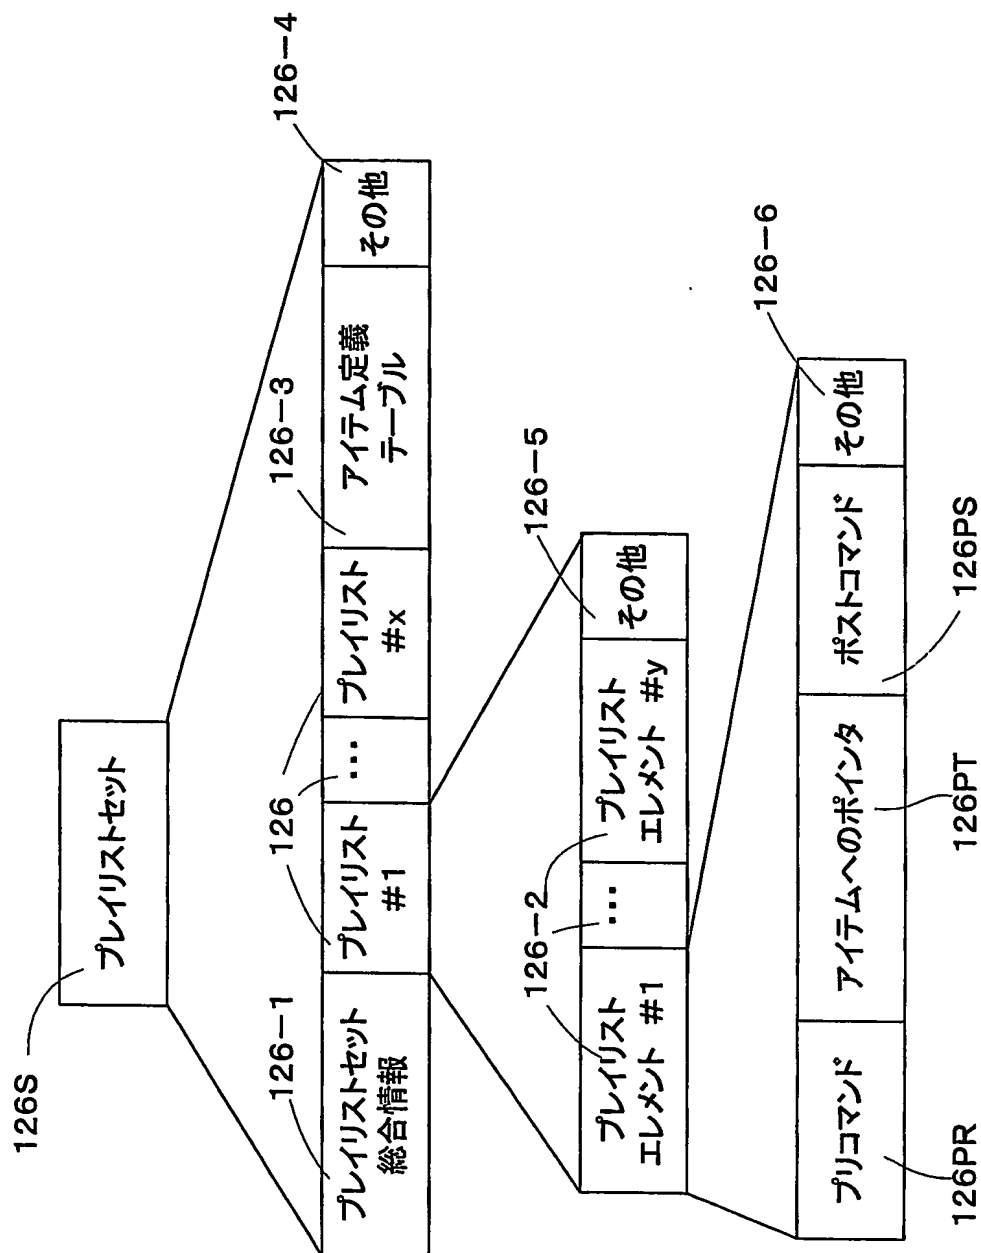 126S
プレイリストセット
126-1
126
126-3
126-4
プレイリストセット
総合情報
プレイリスト
#1
...
プレイリスト
#x
アイテム定義
テーブル
その他
126-2
126-5
プレイリスト
エレメント #1
...
プレイリスト
エレメント #y
その他
126-6
プリコマンド
アイテムへのポインタ
ポストコマンド
その他
126PR
126PT
126PS